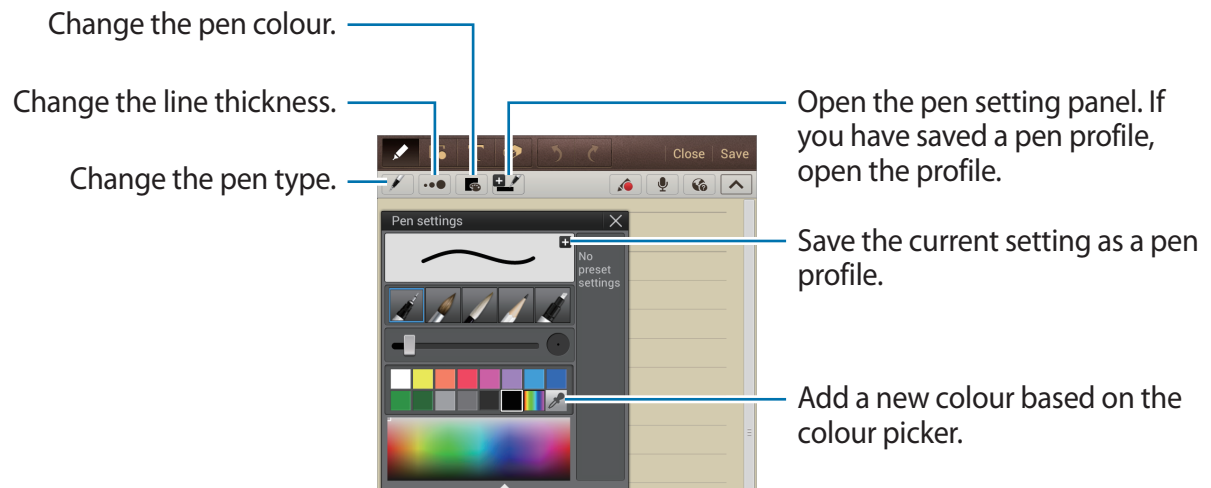 Change the pen colour.
Change the line thickness.
Change the pen type.
Open the pen setting panel. If
you have saved a pen profile,
open the profile.
Save the current setting as a pen
profile.
Add a new colour based on the
colour picker.
Close Save
Pen settings
No
preset
settings